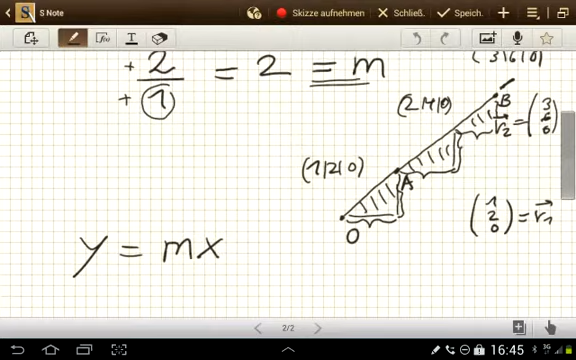 S Note
Skizze aufnehmen
Schließ.
Speich.
f(x)
T
(3|6|0)
+2
= 2 = m
+1
(2|4|0)
B
r2 = (3 6 0)
(1|2|0)
A
(1 2 0) = r1
O
y = mx
2/2
3G
16:45